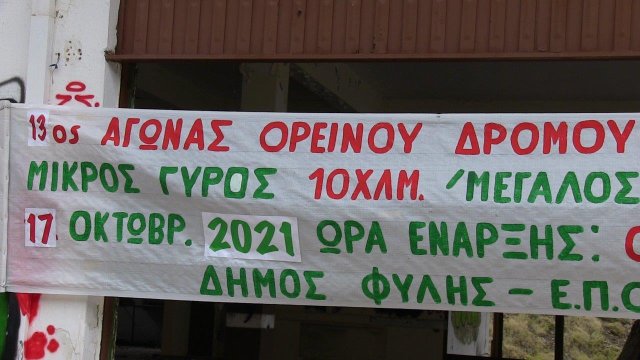 13ος ΑΓΩΝΑΣ ΟΡΕΙΝΟΥ ΔΡΟΜΟΥ
ΜΙΚΡΟΣ ΓΥΡΟΣ 10ΧΛΜ. /ΜΕΓΑΛΟΣ
17. ΟΚΤΩΒΡ. 2021 ΩΡΑ ΕΝΑΡΞΗΣ:
ΔΗΜΟΣ ΦΥΛΗΣ – Ε.Π.Ο